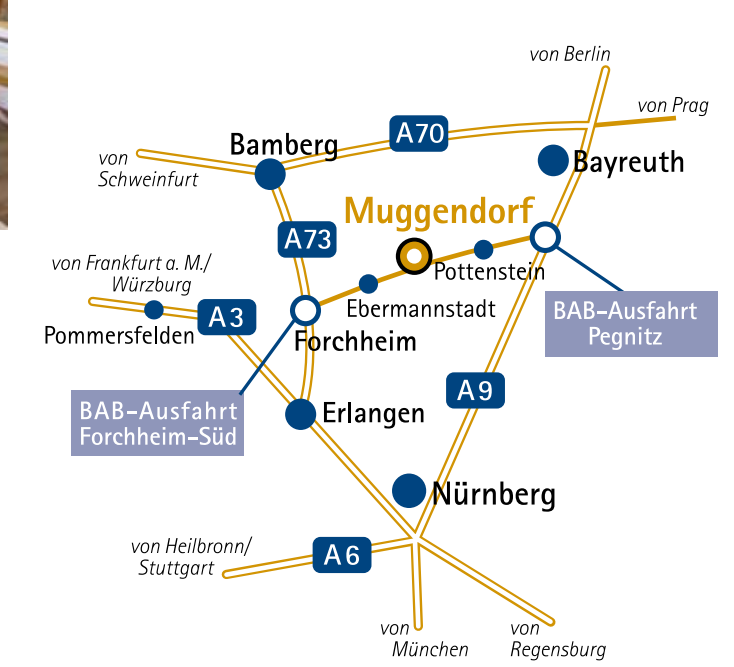 von Berlin
von Prag
A70
Bamberg
von
Schweinfurt
Bayreuth
Muggendorf
A73
Pottenstein
von Frankfurt a. M./
Würzburg
Ebermannstadt
BAB-Ausfahrt
Pegnitz
A3
Pommersfelden
Forchheim
A9
BAB-Ausfahrt
Forchheim-Süd
Erlangen
Nürnberg
von Heilbronn/
Stuttgart
A6
von
München
von
Regensburg